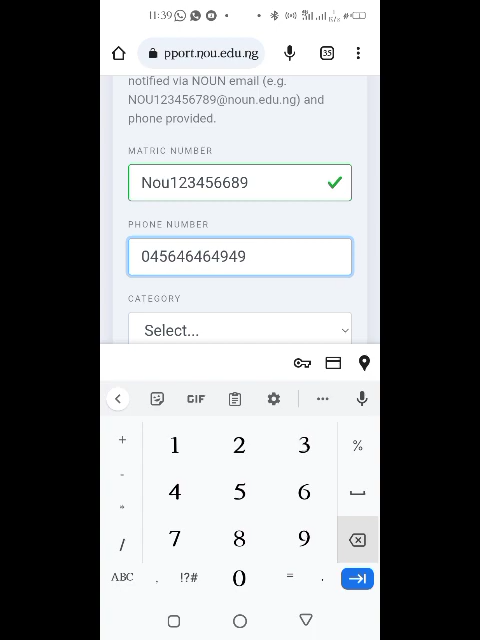 11:39
pport.nou.edu.ng
35
notified via NOUN email (e.g.
NOU123456789@noun.edu.ng) and
phone provided.
MATRIC NUMBER
Nou123456689
PHONE NUMBER
045646464949
CATEGORY
Select...
GIF
+ 1 2 3 %
- 4 5 6
* 7 8 9
/
ABC , !?# 0 = .